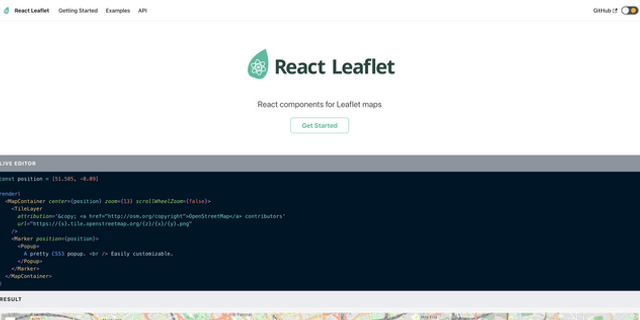 React Leaflet Getting Started Examples API GitHub
React Leaflet
React components for Leaflet maps
Get Started
LIVE EDITOR
const position = [51.505, -0.09]
render(
<MapContainer center={position} zoom={13} scrollWheelZoom={false}>
<TileLayer
attribution='&copy; <a href="http://osm.org/copyright">OpenStreetMap</a> contributors'
url="https://{s}.tile.openstreetmap.org/{z}/{x}/{y}.png"
/>
<Marker position={position}>
<Popup>
A pretty CSS3 popup. <br /> Easily customizable.
</Popup>
</Marker>
</MapContainer>
)
RESULT